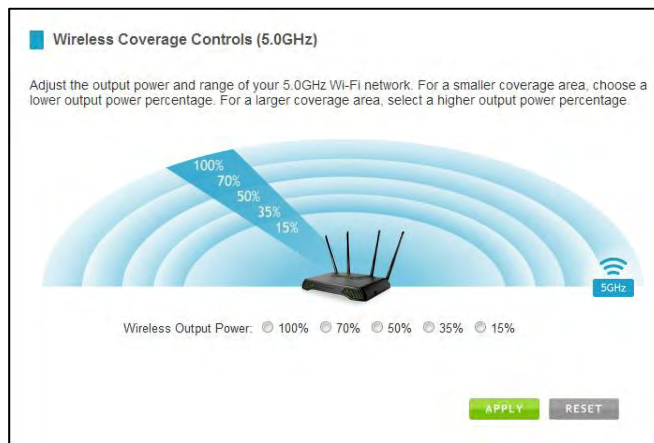 Wireless Coverage Controls (5.0GHz)
Adjust the output power and range of your 5.0GHz Wi-Fi network. For a smaller coverage area, choose a
lower output power percentage. For a larger coverage area, select a higher output power percentage.
100%
70%
50%
35%
15%
5GHz
Wireless Output Power: 100% 70% 50% 35% 15%
APPLY RESET